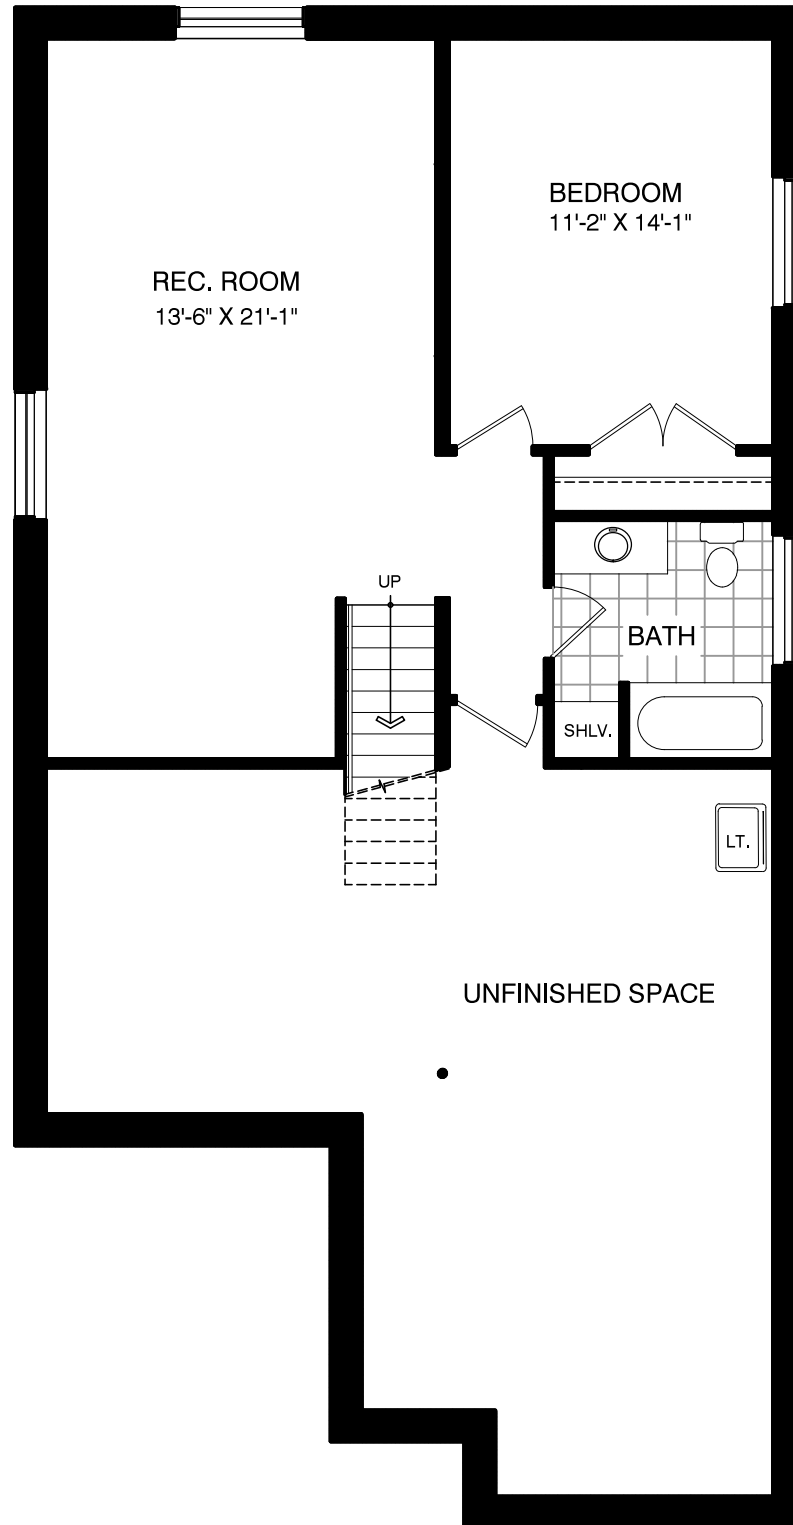 BEDROOM
11'-2" X 14'-1"
REC. ROOM
13'-6" X 21'-1"
UP
BATH
SHLV.
LT.
UNFINISHED SPACE